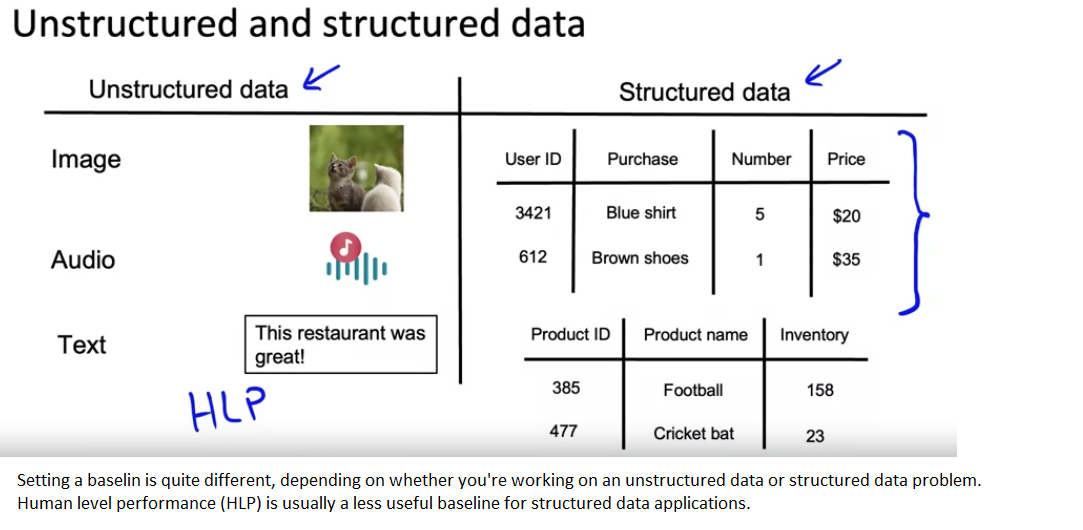 Unstructured and structured data
Unstructured data
Structured data
Image
Audio
Text
This restaurant was
great!
HLP
User ID Purchase Number Price
3421 Blue shirt 5 $20
612 Brown shoes 1 $35
Product ID Product name Inventory
385 Football 158
477 Cricket bat 23
Setting a baselin is quite different, depending on whether you're working on an unstructured data or structured data problem.
Human level performance (HLP) is usually a less useful baseline for structured data applications.